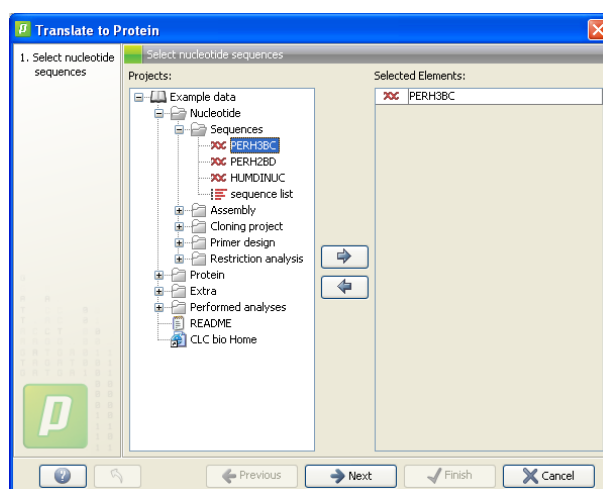 Translate to Protein
1. Select nucleotide
sequences
Select nucleotide sequences
Projects:
Example data
Nucleotide
Sequences
PERH3BC
PERH2BD
HUMDINUC
sequence list
Assembly
Cloning project
Primer design
Restriction analysis
Protein
Extra
Performed analyses
README
CLC bio Home
Selected Elements:
PERH3BC
Previous
Next
Finish
Cancel